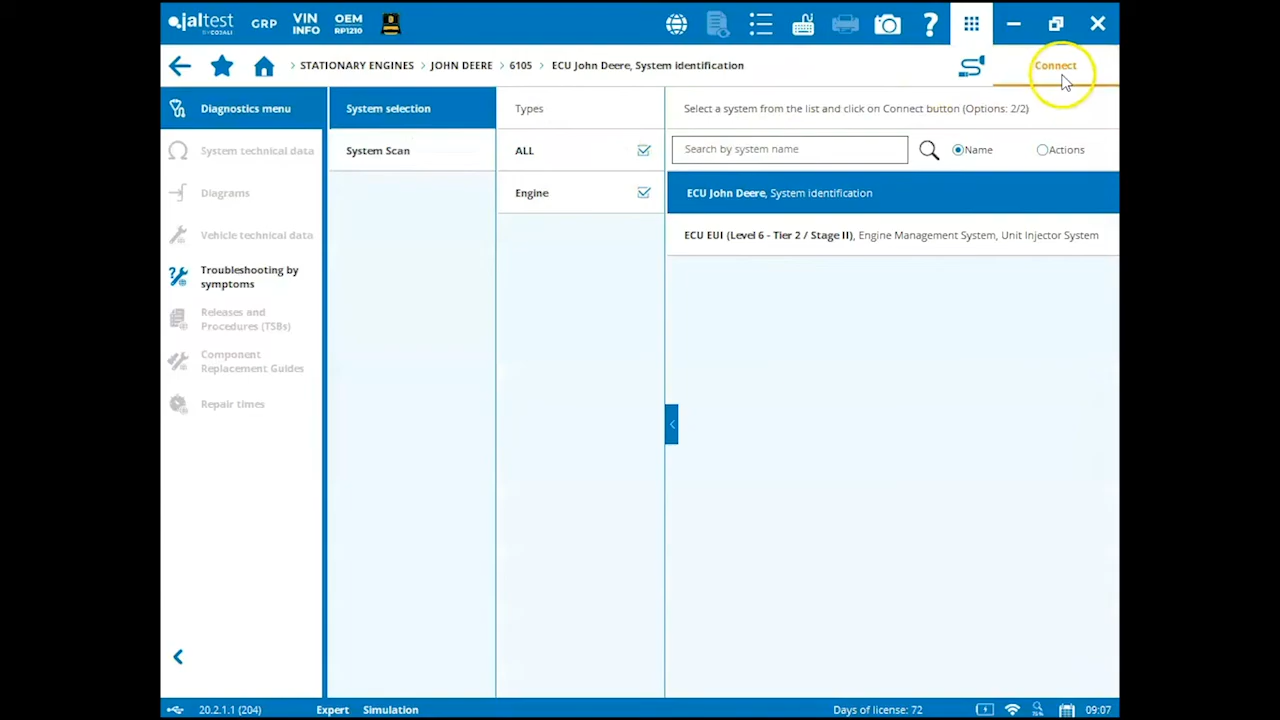 jaltest
BY COJALI
GRP
VIN
INFO
OEM
RP1210
STATIONARY ENGINES
JOHN DEERE
6105
ECU John Deere, System identification
Connect
Diagnostics menu
System technical data
Diagrams
Vehicle technical data
Troubleshooting by
symptoms
Releases and
Procedures (TSBs)
Component
Replacement Guides
Repair times
System selection
System Scan
Types
ALL
Engine
Select a system from the list and click on Connect button (Options: 2/2)
Search by system name
Name
Actions
ECU John Deere, System identification
ECU EUI (Level 6 - Tier 2 / Stage II), Engine Management System, Unit Injector System
20.2.1.1 (204)
Expert
Simulation
Days of license: 72
09:07